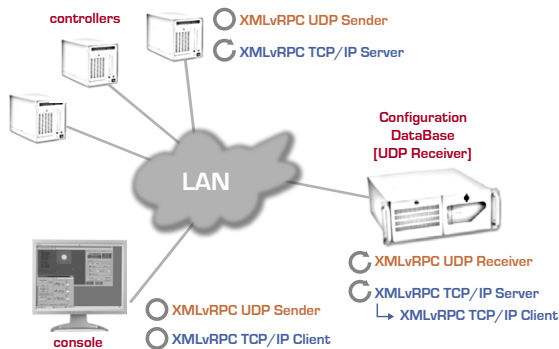 controllers
XMLvRPC UDP Sender
XMLvRPC TCP/IP Server
Configuration
DataBase
[UDP Receiver]
LAN
XMLvRPC UDP Receiver
XMLvRPC TCP/IP Server
XMLvRPC TCP/IP Client
XMLvRPC UDP Sender
XMLvRPC TCP/IP Client
console